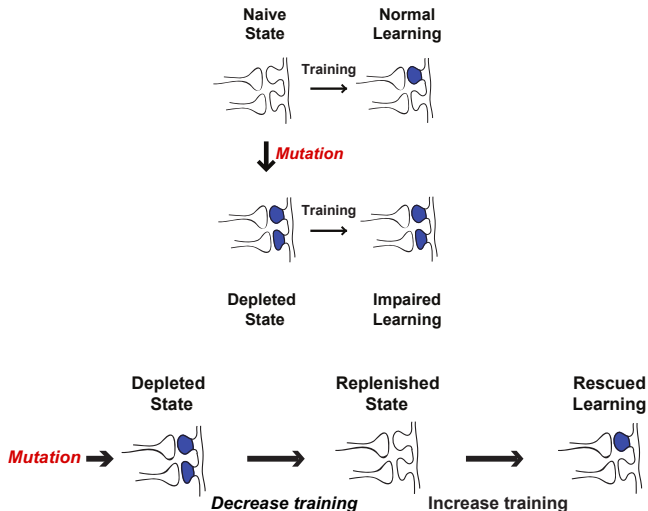 Naive
State
Normal
Learning
Training
Mutation
Training
Depleted
State
Impaired
Learning
Depleted
State
Replenished
State
Rescued
Learning
Mutation
Decrease training
Increase training